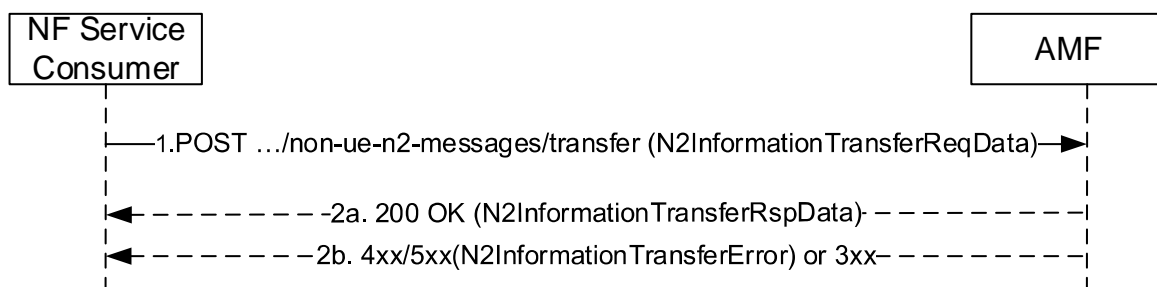 NF Service
Consumer
AMF
1.POST …/non-ue-n2-messages/transfer (N2InformationTransferReqData)
2a. 200 OK (N2InformationTransferRspData)
2b. 4xx/5xx(N2InformationTransferError) or 3xx